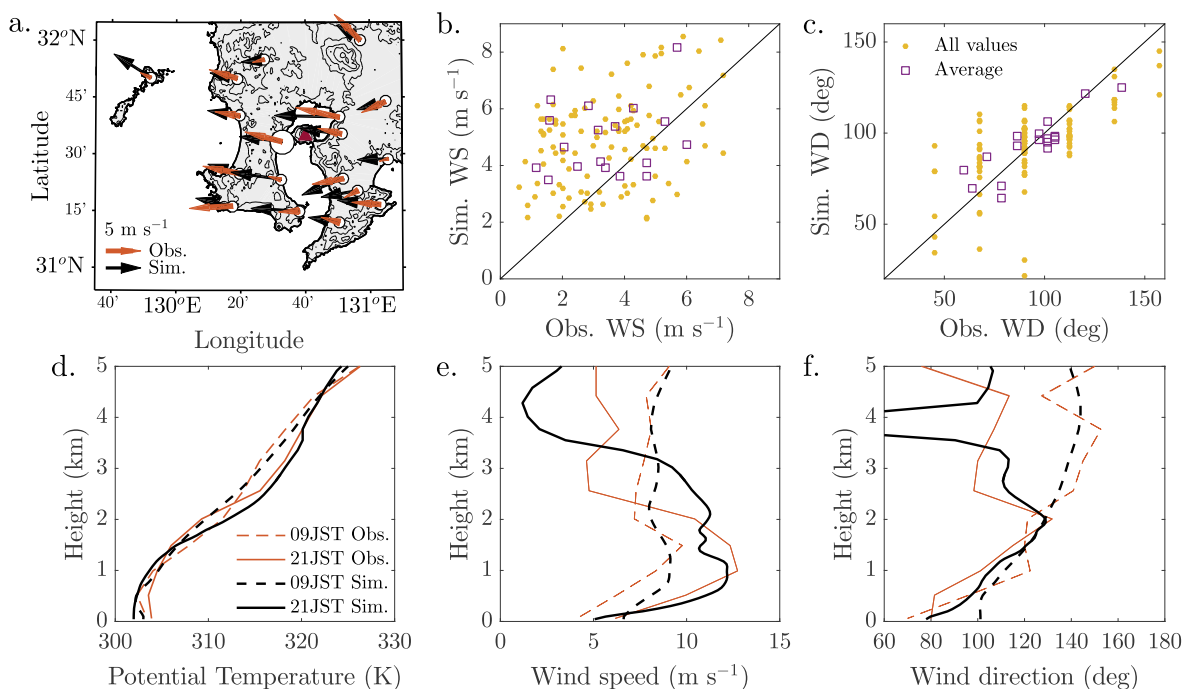 a.
32°N
45'
30'
15'
31°N
Latitude
5 m s⁻¹
Obs.
Sim.
40' 130°E 20' 40' 131°E
Longitude
b.
8
6
4
2
0
Sim. WS (m s⁻¹)
0 2 4 6 8
Obs. WS (m s⁻¹)
c.
All values
Average
150
100
50
Sim. WD (deg)
50 100 150
Obs. WD (deg)
d.
5
4
3
2
1
0
Height (km)
09JST Obs.
21JST Obs.
09JST Sim.
21JST Sim.
300 310 320 330
Potential Temperature (K)
e.
5
4
3
2
1
0
Height (km)
0 5 10 15
Wind speed (m s⁻¹)
f.
5
4
3
2
1
0
Height (km)
60 80 100 120 140 160 180
Wind direction (deg)